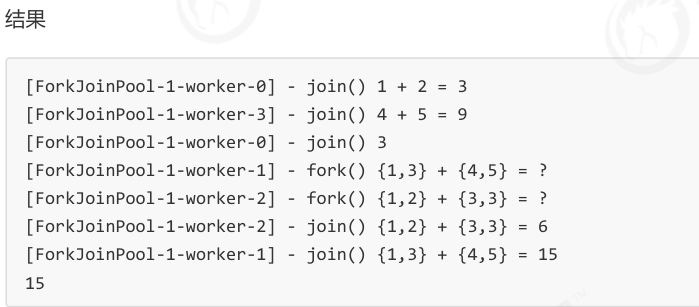 结果
[ForkJoinPool-1-worker-0] - join() 1 + 2 = 3
[ForkJoinPool-1-worker-3] - join() 4 + 5 = 9
[ForkJoinPool-1-worker-0] - join() 3
[ForkJoinPool-1-worker-1] - fork() {1,3} + {4,5} = ?
[ForkJoinPool-1-worker-2] - fork() {1,2} + {3,3} = ?
[ForkJoinPool-1-worker-2] - join() {1,2} + {3,3} = 6
[ForkJoinPool-1-worker-1] - join() {1,3} + {4,5} = 15
15